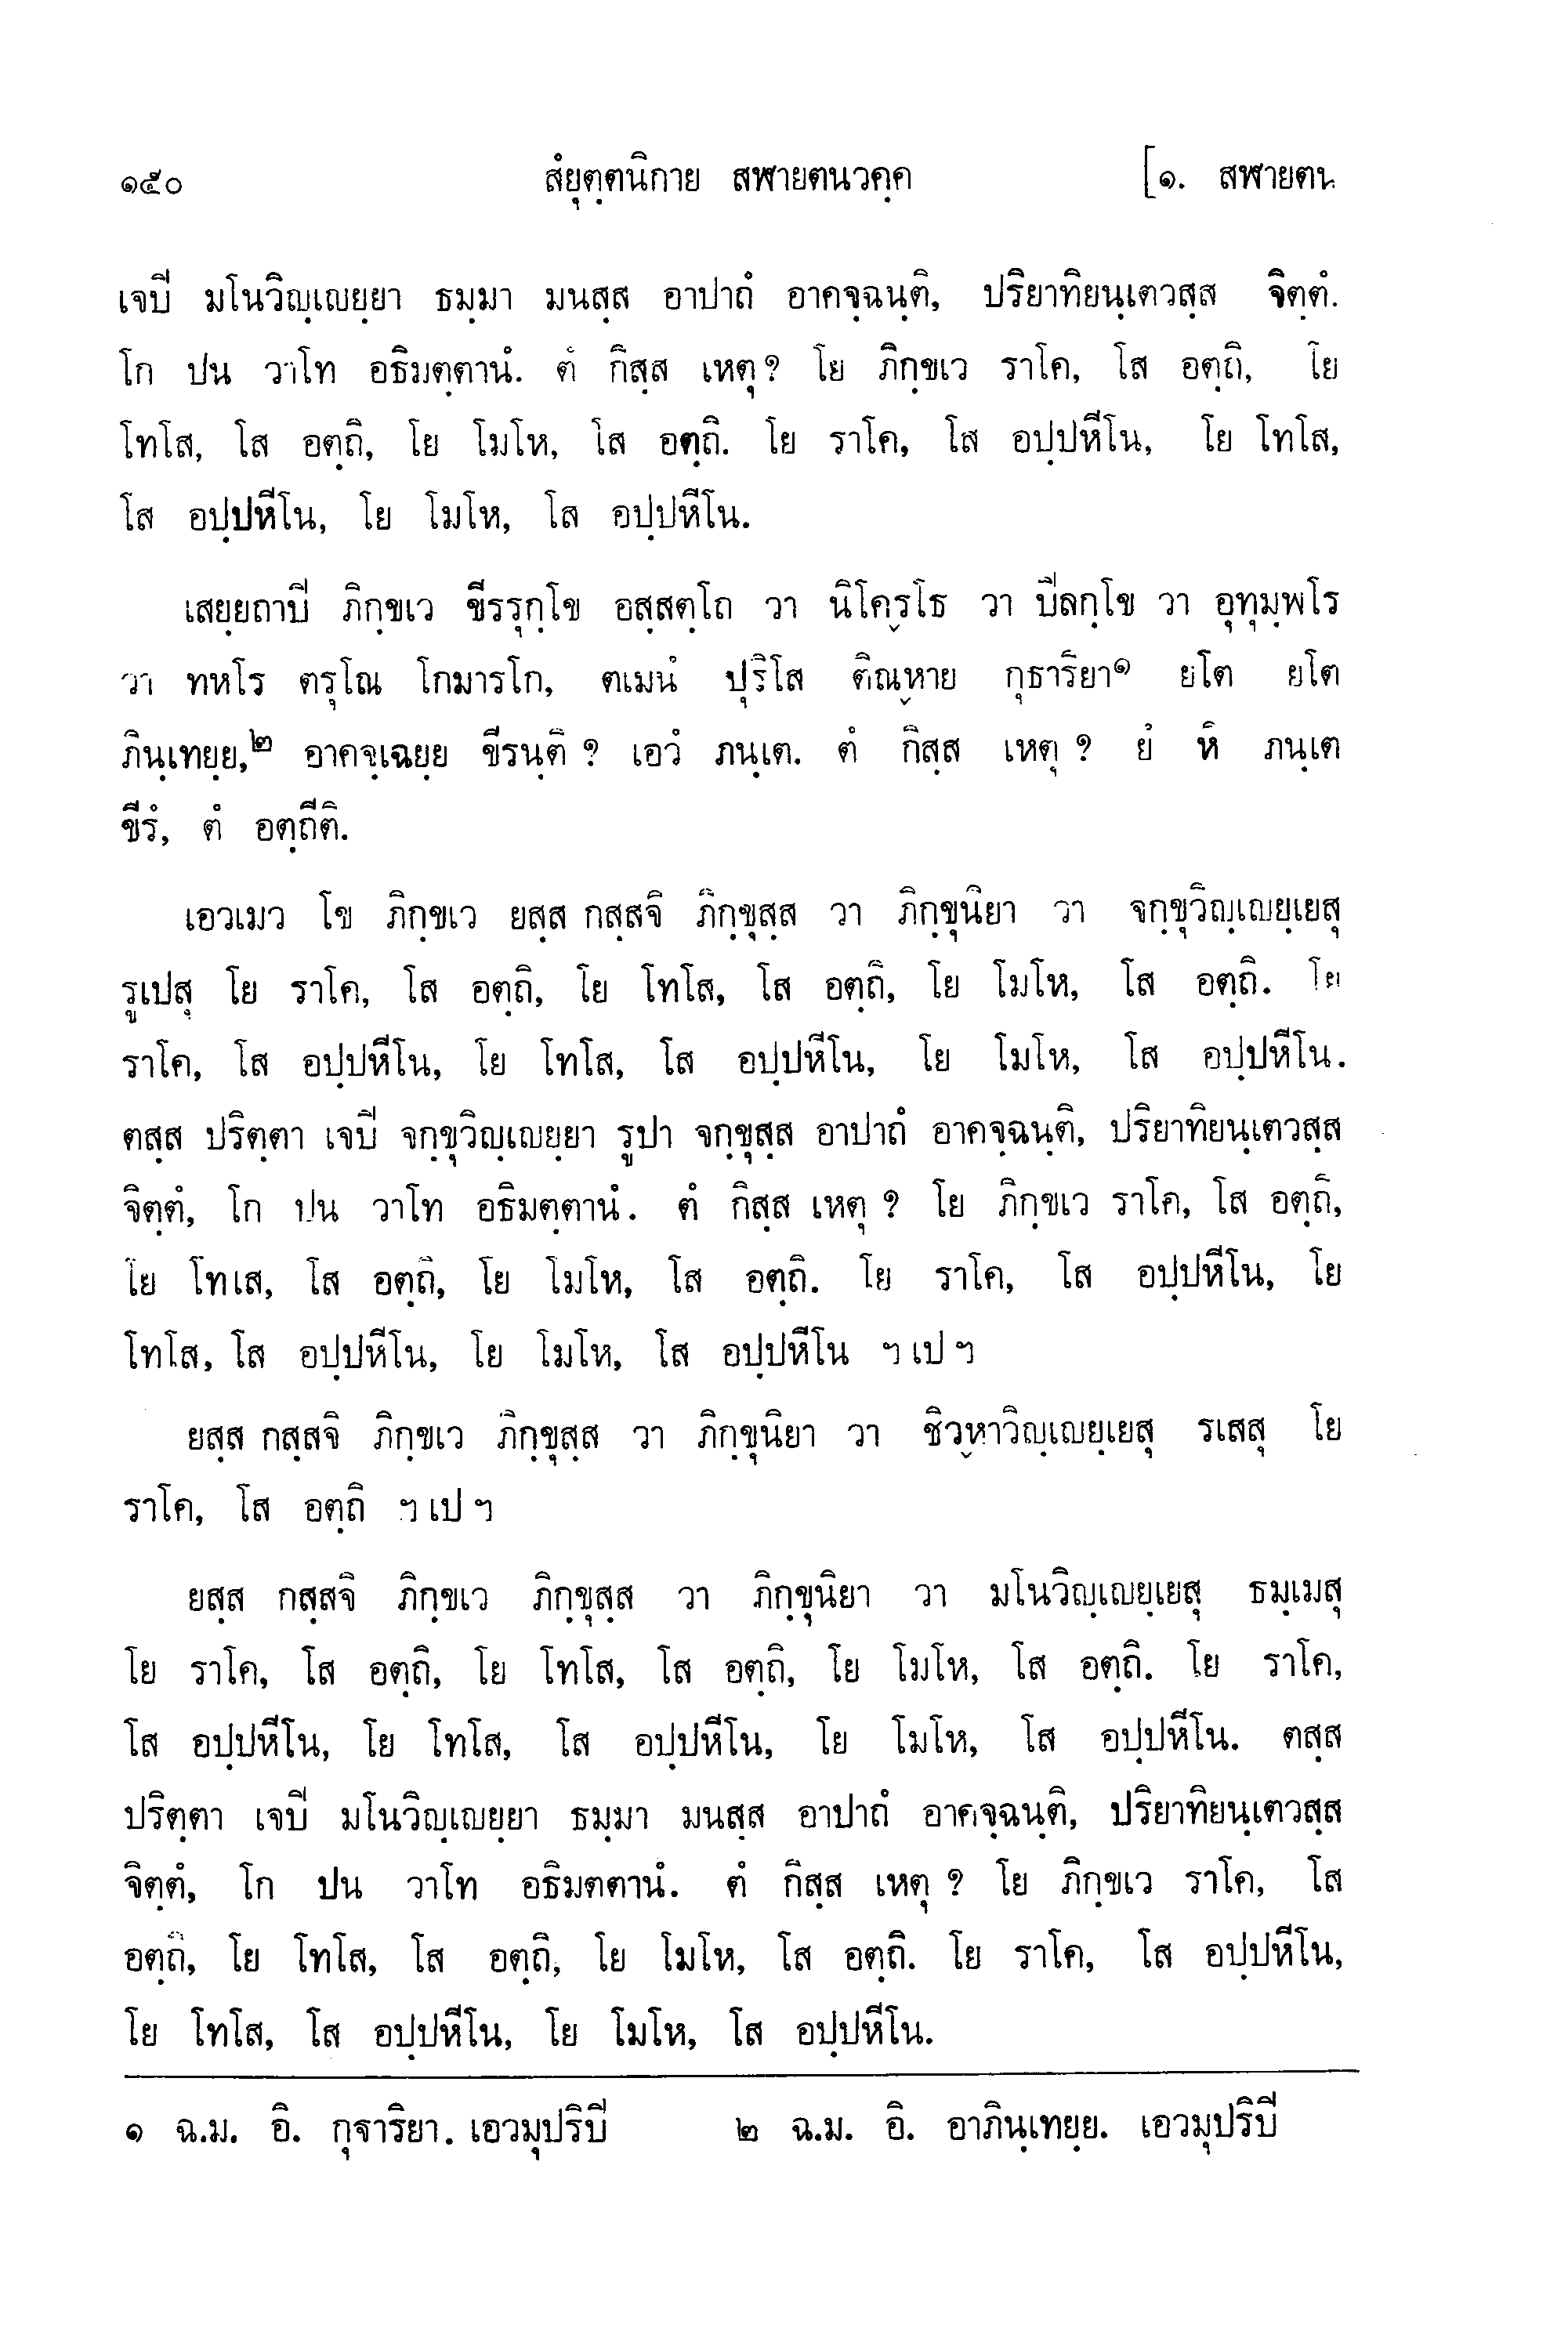 ๑๕๐ สํยุตฺตนิกาย สฬายตนวคฺค [๑. สฬายตน
เจปิ มโนวิญฺเญยฺยา ธมฺมา มนสฺส อาปาถํ อาคจฺฉนฺติ, ปริยาทิยนฺเตวสฺส จิตฺตํ.
โก ปน วาโท อธิมตฺตานํ. ตํ กิสฺส เหตุ ? โย ภิกฺขเว ราโค, โส อตฺถิ, โย
โทโส, โส อตฺถิ, โย โมโห, โส อตฺถิ. โย ราโค, โส อปฺปหีโน, โย โทโส,
โส อปฺปหีโน, โย โมโห, โส อปฺปหีโน.
เสยฺยถาปิ ภิกฺขเว ขีรรุกฺโข อสฺสตฺโถ วา นิโคฺรโธ วา ปิลกฺโข วา อุทุมฺพโร
วา ทหโร ตรุโณ โกมารโก, ตเมนํ ปุริโส ติณฺหาย กุธาริยา๑ ยโต ยโต
ภินฺเทยฺย,๒ อาคจฺเฉยฺย ขีรนฺติ ? เอวํ ภนฺเต. ตํ กิสฺส เหตุ ? ยํ หิ ภนฺเต
ขีรํ, ตํ อตฺถีติ.
เอวเมว โข ภิกฺขเว ยสฺส กสฺสจิ ภิกฺขุสฺส วา ภิกฺขุนิยา วา จกฺขุวิญฺเญยฺเยสุ
รูเปสุ โย ราโค, โส อตฺถิ, โย โทโส, โส อตฺถิ, โย โมโห, โส อตฺถิ. โย
ราโค, โส อปฺปหีโน, โย โทโส, โส อปฺปหีโน, โย โมโห, โส อปฺปหีโน.
ตสฺส ปริตฺตา เจปิ จกฺขุวิญฺเญยฺยา รูปา จกฺขุสฺส อาปาถํ อาคจฺฉนฺติ, ปริยาทิยนฺเตวสฺส
จิตฺตํ, โก ปน วาโท อธิมตฺตานํ. ตํ กิสฺส เหตุ ? โย ภิกฺขเว ราโค, โส อตฺถิ,
โย โทเส, โส อตฺถิ, โย โมโห, โส อตฺถิ. โย ราโค, โส อปฺปหีโน, โย
โทโส, โส อปฺปหีโน, โย โมโห, โส อปฺปหีโน ฯ เป ฯ
ยสฺส กสฺสจิ ภิกฺขเว ภิกฺขุสฺส วา ภิกฺขุนิยา วา ชิวฺหาวิญฺเญยฺเยสุ รเสสุ โย
ราโค, โส อตฺถิ ฯ เป ฯ
ยสฺส กสฺสจิ ภิกฺขเว ภิกฺขุสฺส วา ภิกฺขุนิยา วา มโนวิญฺเญยฺเยสุ ธมฺเมสุ
โย ราโค, โส อตฺถิ, โย โทโส, โส อตฺถิ, โย โมโห, โส อตฺถิ. โย ราโค,
โส อปฺปหีโน, โย โทโส, โส อปฺปหีโน, โย โมโห, โส อปฺปหีโน. ตสฺส
ปริตฺตา เจปิ มโนวิญฺเญยฺยา ธมฺมา มนสฺส อาปาถํ อาคจฺฉนฺติ, ปริยาทิยนฺเตวสฺส
จิตฺตํ, โก ปน วาโท อธิมตตานํ. ตํ กิสฺส เหตุ ? โย ภิกฺขเว ราโค, โส
อตฺถิ, โย โทโส, โส อตฺถิ, โย โมโห, โส อตฺถิ. โย ราโค, โส อปฺปหีโน,
โย โทโส, โส อปฺปหีโน, โย โมโห, โส อปฺปหีโน.
๑ ฉ.ม. อิ. กุฐาริยา. เอวมุปริปิ ๒ ฉ.ม. อิ. อาภินฺเทยฺย. เอวมุปริปิ